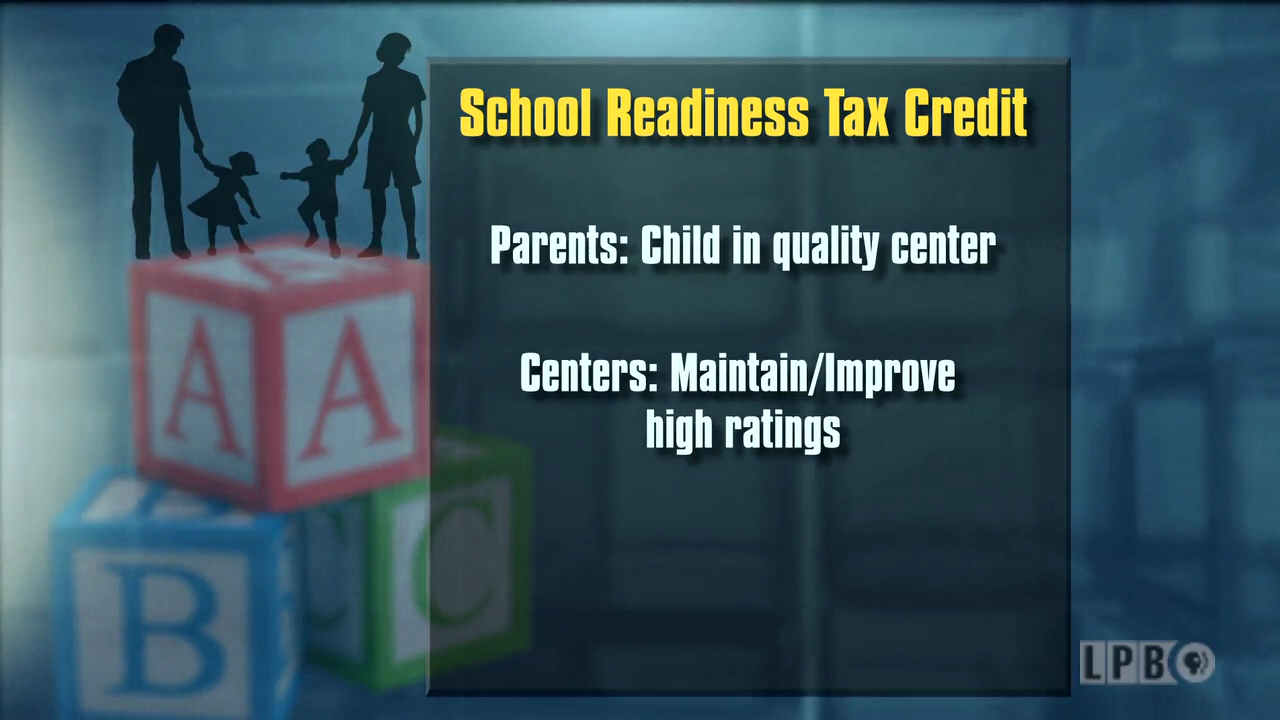 School Readiness Tax Credit
Parents: Child in quality center
Centers: Maintain/Improve
high ratings
A A
B
C C
LPB